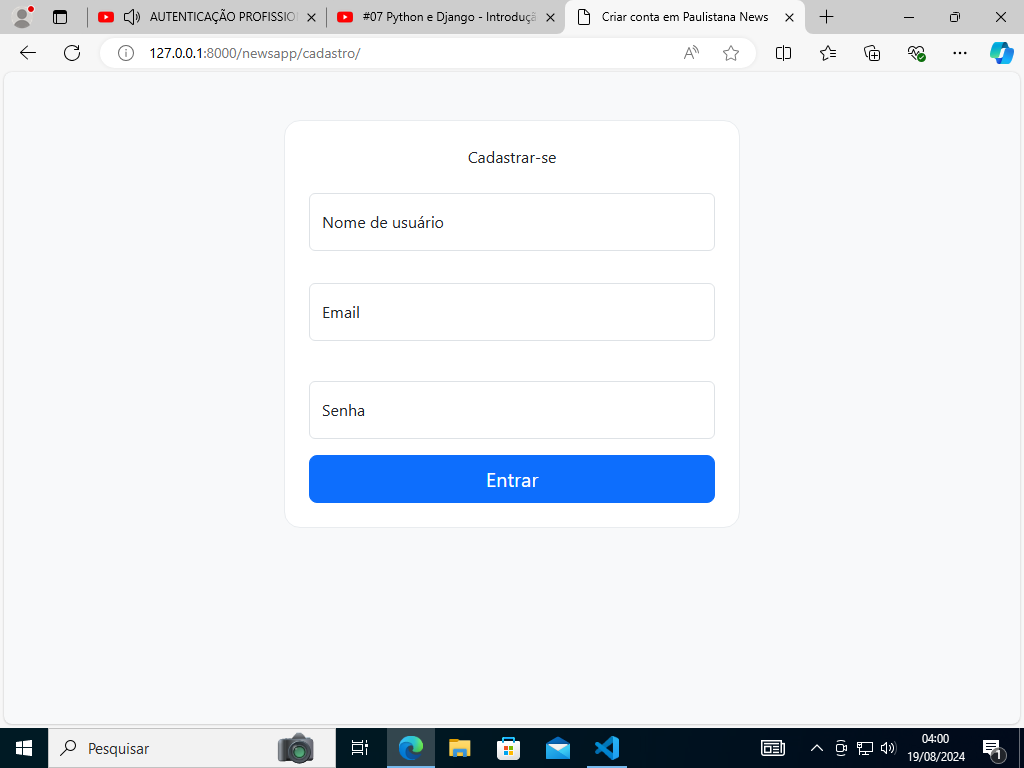 AUTENTICAÇÃO PROFISSIO
#07 Python e Django - Introduçã
Criar conta em Paulistana News
127.0.0.1:8000/newsapp/cadastro/
Cadastrar-se
Nome de usuário
Email
Senha
Entrar
Pesquisar
04:00
19/08/2024
1